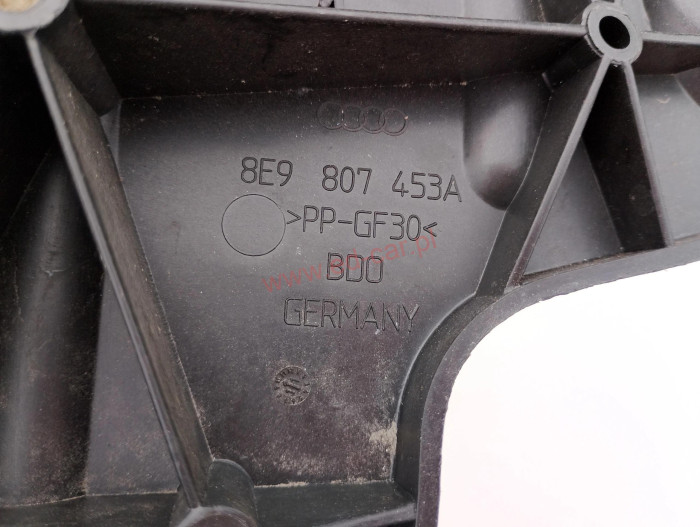 8E9 807 453A
>PP-GF30<
BDO
GERMANY